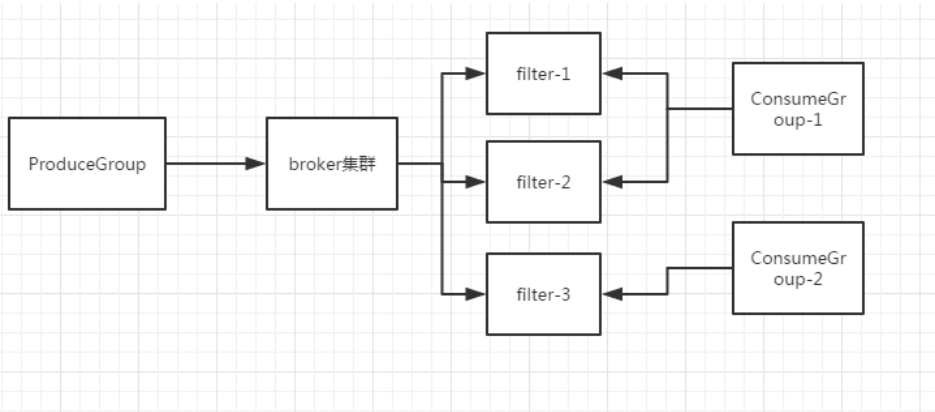 ProduceGroup
broker集群
filter-1
filter-2
filter-3
ConsumeGr
oup-1
ConsumeGr
oup-2